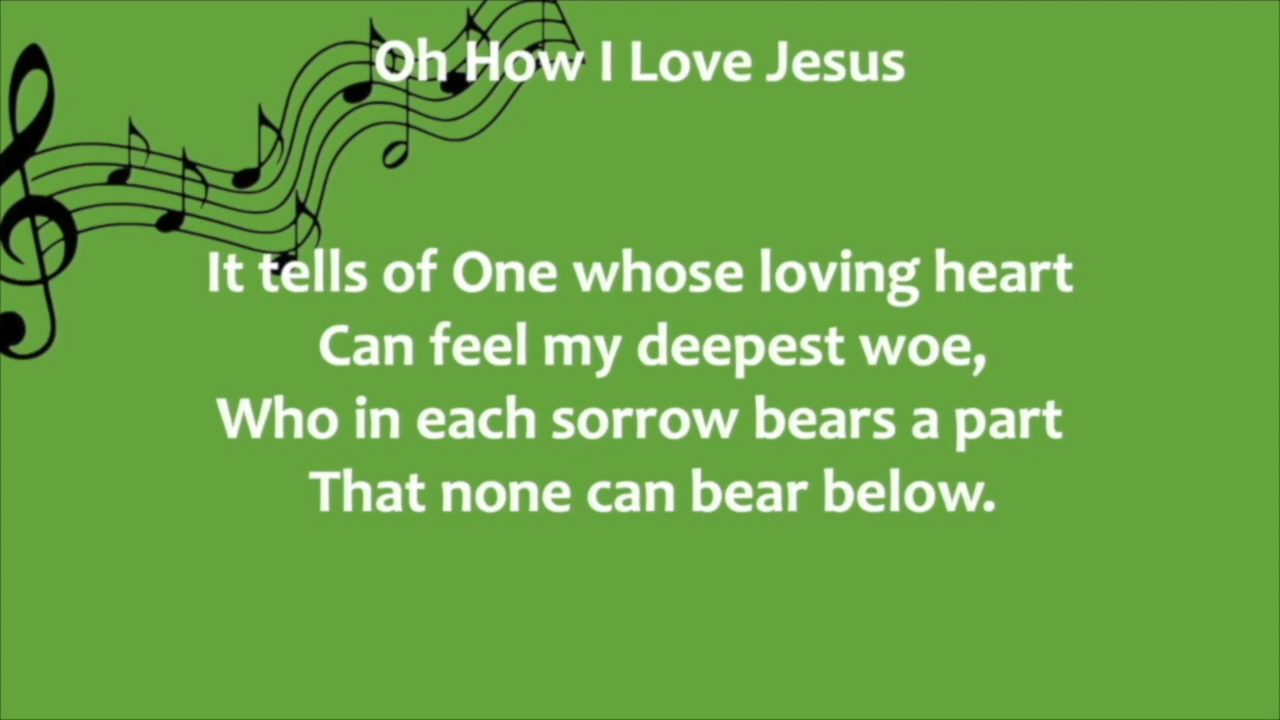 Oh How I Love Jesus
It tells of One whose loving heart
Can feel my deepest woe,
Who in each sorrow bears a part
That none can bear below.